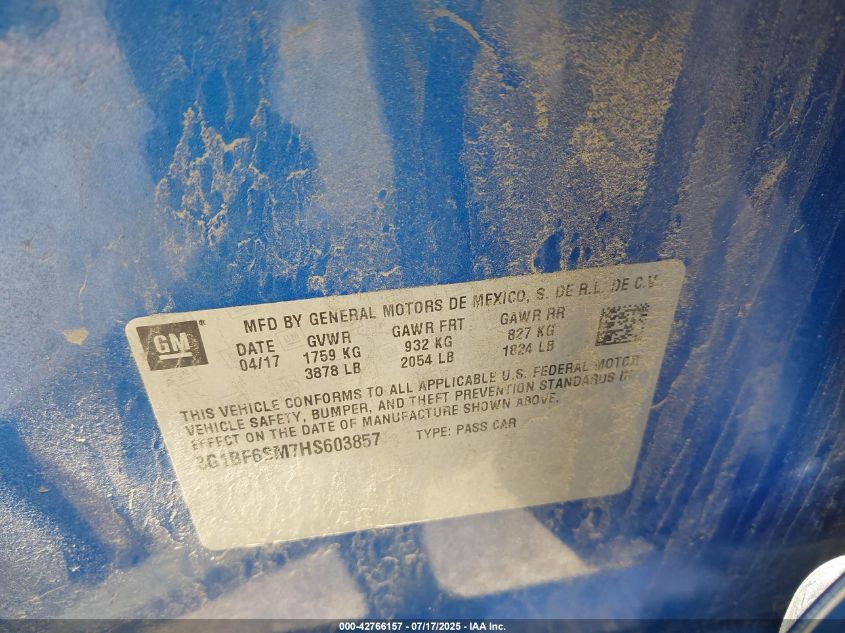 GM®
MFD BY GENERAL MOTORS DE MEXICO, S. DE R.L. DE C.V.
DATE GVWR GAWR FRT GAWR RR
04/17 1759 KG 932 KG 827 KG
3878 LB 2054 LB 1824 LB
THIS VEHICLE CONFORMS TO ALL APPLICABLE U.S. FEDERAL MOTOR
VEHICLE SAFETY, BUMPER, AND THEFT PREVENTION STANDARDS IN
EFFECT ON THE DATE OF MANUFACTURE SHOWN ABOVE.
3G1BF6SM7HS603857 TYPE: PASS CAR
000-42766157 - 07/17/2025 - IAA Inc.